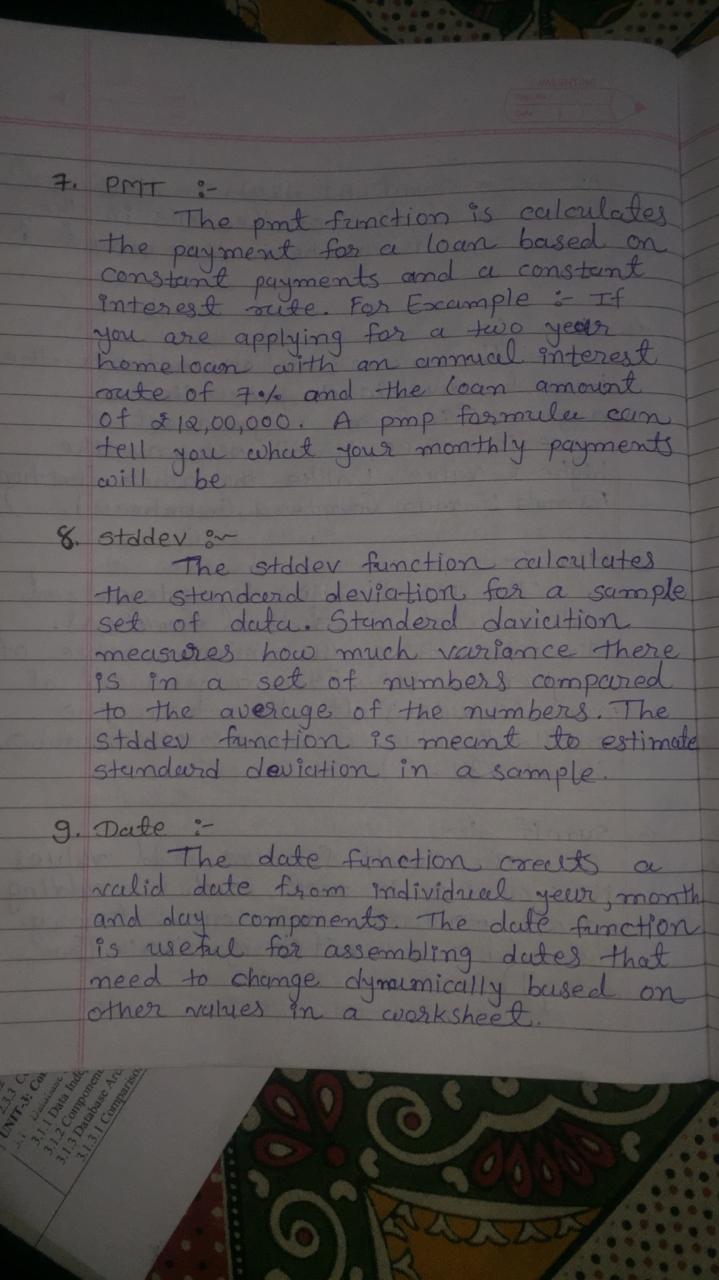 7. PMT :-
The pmt function is calculates
the payment for a loan based on
constant payments and a constant
interest rate. For Example :- If
you are applying for a two year
homeloan with an annual interest
rate of 7% and the loan amount
of ₹12,00,000. A pmp formula can
tell you what your monthly payments
will be
8. stddev :-
The stddev function calculates
the standard deviation for a sample
set of data. Standerd daviation
measures how much variance there
is in a set of numbers compared
to the average of the numbers. The
stddev function is meant to estimate
standard deviation in a sample.
9. Date :-
The date function creats a
valid date from individual year, month
and day components. The date function
is useful for assembling dates that
need to change dynamically based on
other values in a worksheet.
UNIT-3:
3.1.1 Data
3.1.2 Component
3.1.3 Database Arc
3.1.3.1 Comparison